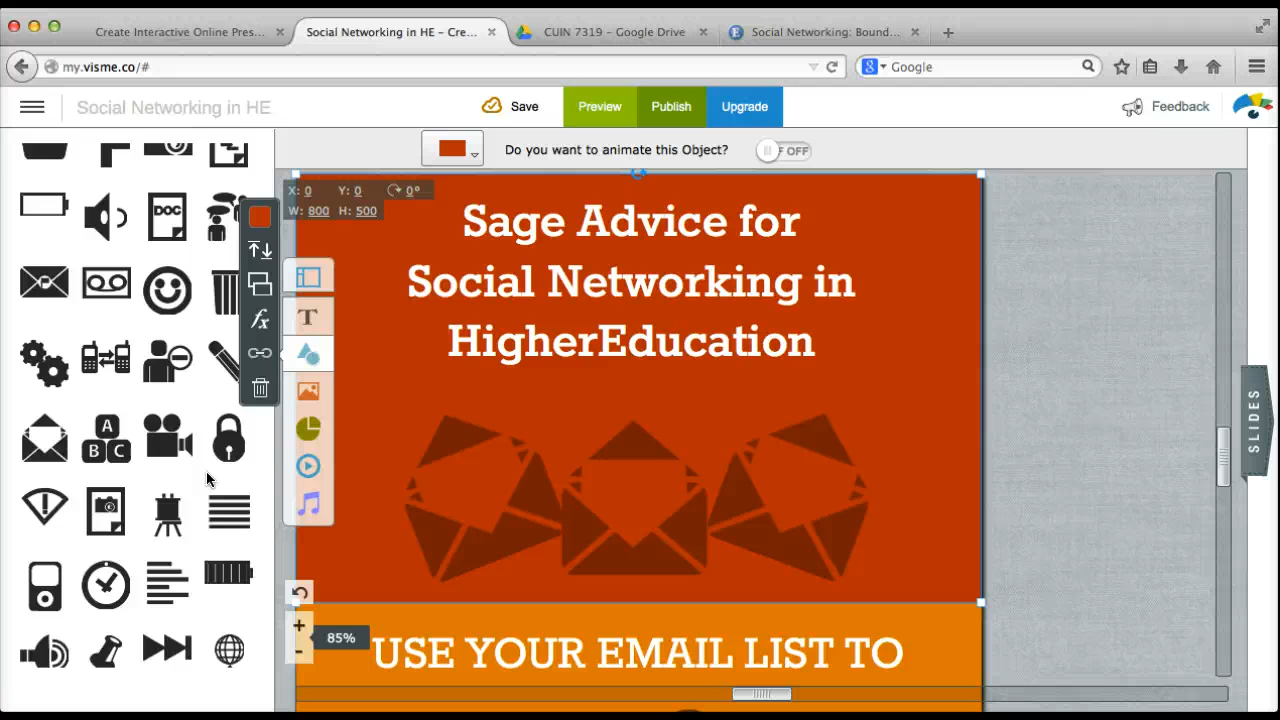 Create Interactive Online Pres...
Social Networking in HE – Cre...
CUIN 7319 – Google Drive
Social Networking: Bound...
my.visme.co/#
Google
Social Networking in HE
Save
Preview
Publish
Upgrade
Feedback
Do you want to animate this Object?
OFF
X: 0 Y: 0 0°
W: 800 H: 500
DOC
A
B C
fx
T
Sage Advice for
Social Networking in
HigherEducation
SLIDES
85%
USE YOUR EMAIL LIST TO